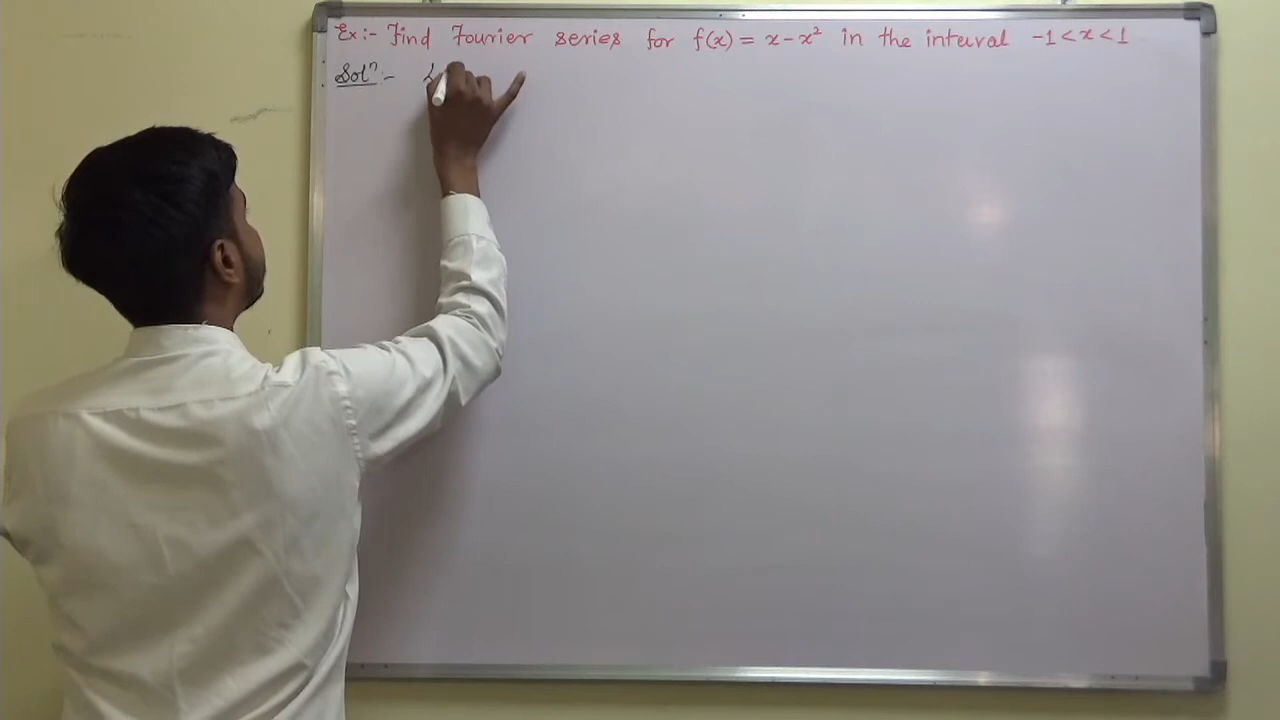 Ex:- Find Fourier series for f(x) = x-x² in the interval -1<x<1
Solⁿ:-